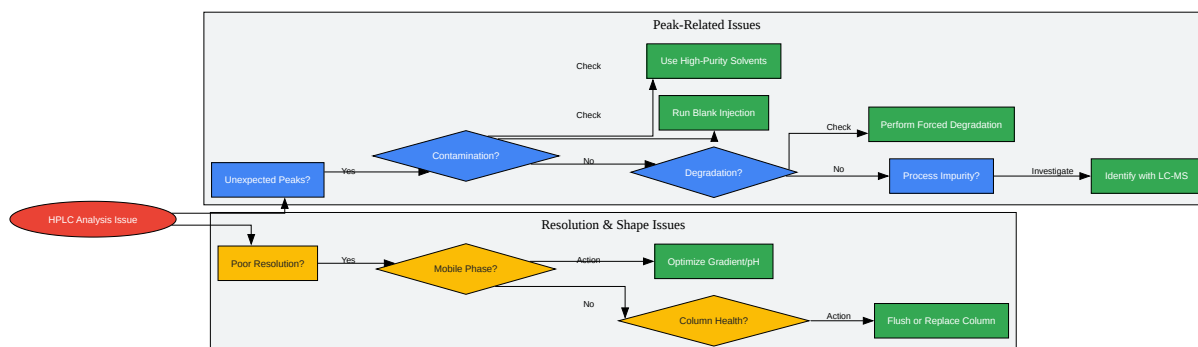 Peak-Related Issues
Check
Use High-Purity Solvents
Check
Run Blank Injection
Check
Perform Forced Degradation
Contamination?
No
Degradation?
Unexpected Peaks?
Yes
No
Process Impurity?
Investigate
Identify with LC-MS
HPLC Analysis Issue
Resolution & Shape Issues
Poor Resolution?
Yes
Mobile Phase?
Action
Optimize Gradient/pH
No
Column Health?
Action
Flush or Replace Column